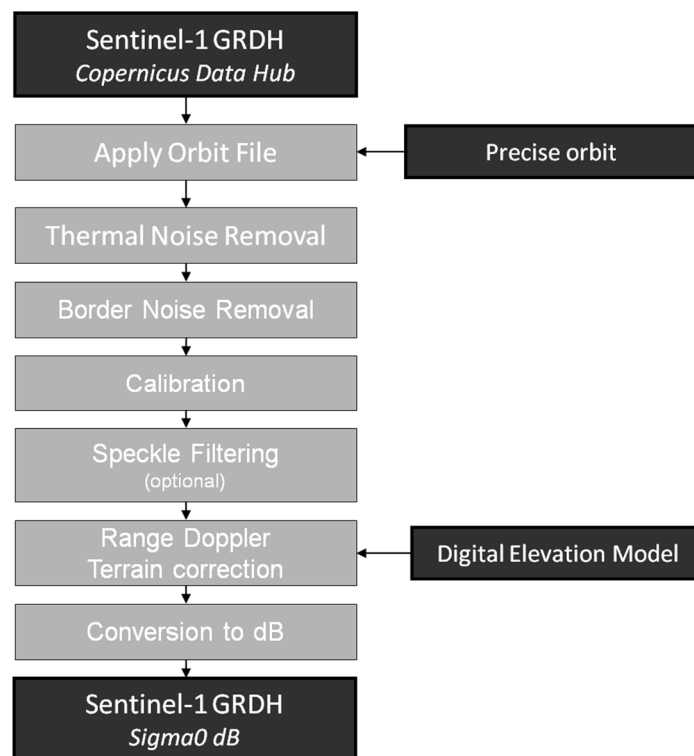 Sentinel-1 GRDH
Copernicus Data Hub
Apply Orbit File
Precise orbit
Thermal Noise Removal
Border Noise Removal
Calibration
Speckle Filtering
(optional)
Range Doppler
Terrain correction
Digital Elevation Model
Conversion to dB
Sentinel-1 GRDH
Sigma0 dB